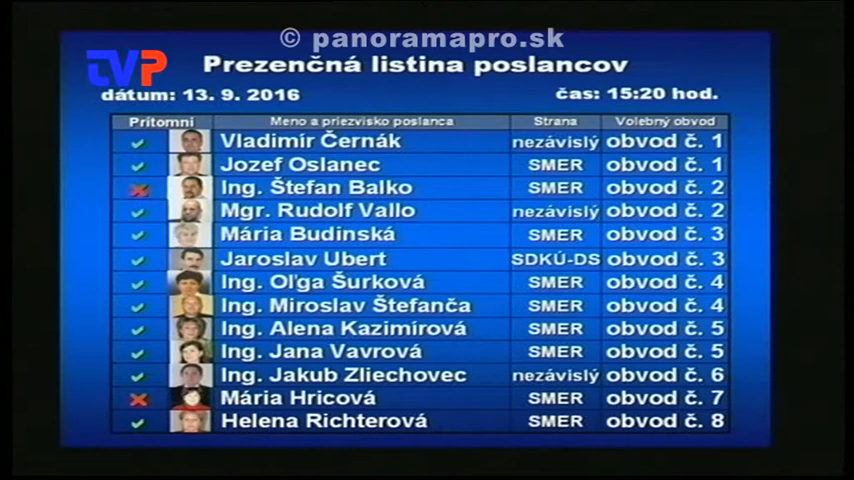 © panoramapro.sk
TVP
Prezenčná listina poslancov
dátum: 13. 9. 2016 čas: 15:20 hod.
Prítomní Meno a priezvisko poslanca Strana Volebný obvod
Vladimír Černák nezávislý obvod č. 1
Jozef Oslanec SMER obvod č. 1
Ing. Štefan Balko SMER obvod č. 2
Mgr. Rudolf Vallo nezávislý obvod č. 2
Mária Budinská SMER obvod č. 3
Jaroslav Ubert SDKÚ-DS obvod č. 3
Ing. Oľga Šurková SMER obvod č. 4
Ing. Miroslav Štefanča SMER obvod č. 4
Ing. Alena Kazimírová SMER obvod č. 5
Ing. Jana Vavrová SMER obvod č. 5
Ing. Jakub Zliechovec nezávislý obvod č. 6
Mária Hricová SMER obvod č. 7
Helena Richterová SMER obvod č. 8